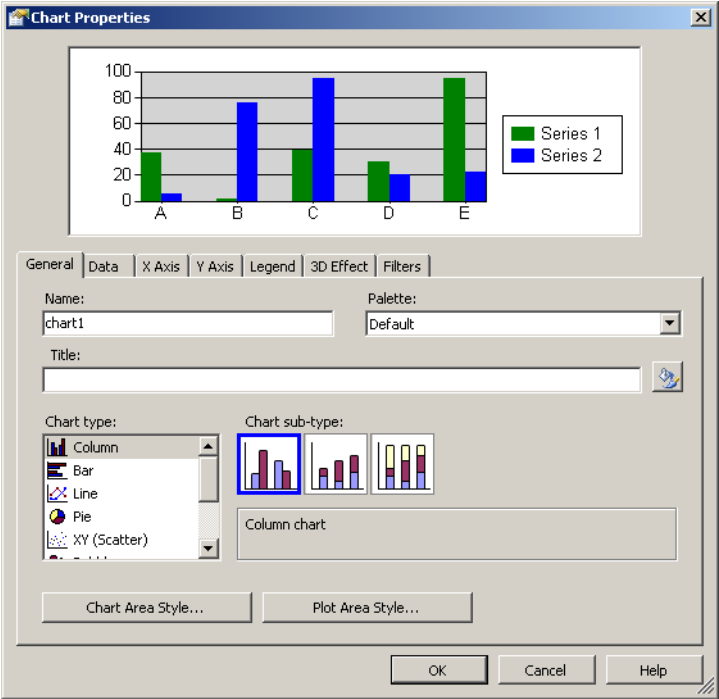 Chart Properties
100
80
60
40
20
0
A B C D E
Series 1
Series 2
General Data X Axis Y Axis Legend 3D Effect Filters
Name: Palette:
chart1 Default
Title:
Chart type: Chart sub-type:
Column
Bar
Line
Pie
XY (Scatter)
Column chart
Chart Area Style... Plot Area Style...
OK Cancel Help